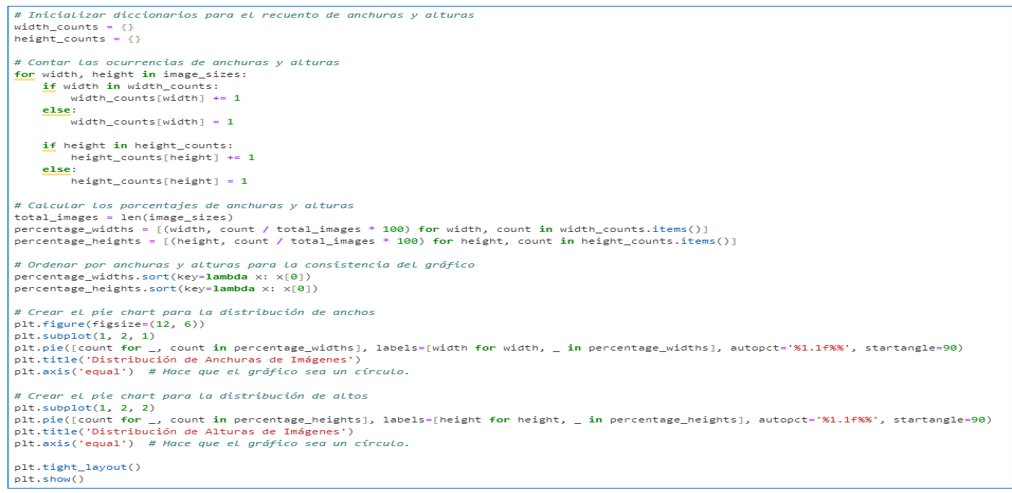 # Inicializar diccionarios para el recuento de anchuras y alturas
width_counts = {}
height_counts = {}

# Contar las ocurrencias de anchuras y alturas
for width, height in image_sizes:
    if width in width_counts:
        width_counts[width] += 1
    else:
        width_counts[width] = 1

    if height in height_counts:
        height_counts[height] += 1
    else:
        height_counts[height] = 1

# Calcular los porcentajes de anchuras y alturas
total_images = len(image_sizes)
percentage_widths = [(width, count / total_images * 100) for width, count in width_counts.items()]
percentage_heights = [(height, count / total_images * 100) for height, count in height_counts.items()]

# Ordenar por anchuras y alturas para la consistencia del gráfico
percentage_widths.sort(key=lambda x: x[0])
percentage_heights.sort(key=lambda x: x[0])

# Crear el pie chart para la distribución de anchos
plt.figure(figsize=(12, 6))
plt.subplot(1, 2, 1)
plt.pie([count for _, count in percentage_widths], labels=[width for width, _ in percentage_widths], autopct='%1.1f%%', startangle=90)
plt.title('Distribución de Anchuras de Imágenes')
plt.axis('equal')  # Hace que el gráfico sea un círculo.

# Crear el pie chart para la distribución de altos
plt.subplot(1, 2, 2)
plt.pie([count for _, count in percentage_heights], labels=[height for height, _ in percentage_heights], autopct='%1.1f%%', startangle=90)
plt.title('Distribución de Alturas de Imágenes')
plt.axis('equal')  # Hace que el gráfico sea un círculo.

plt.tight_layout()
plt.show()